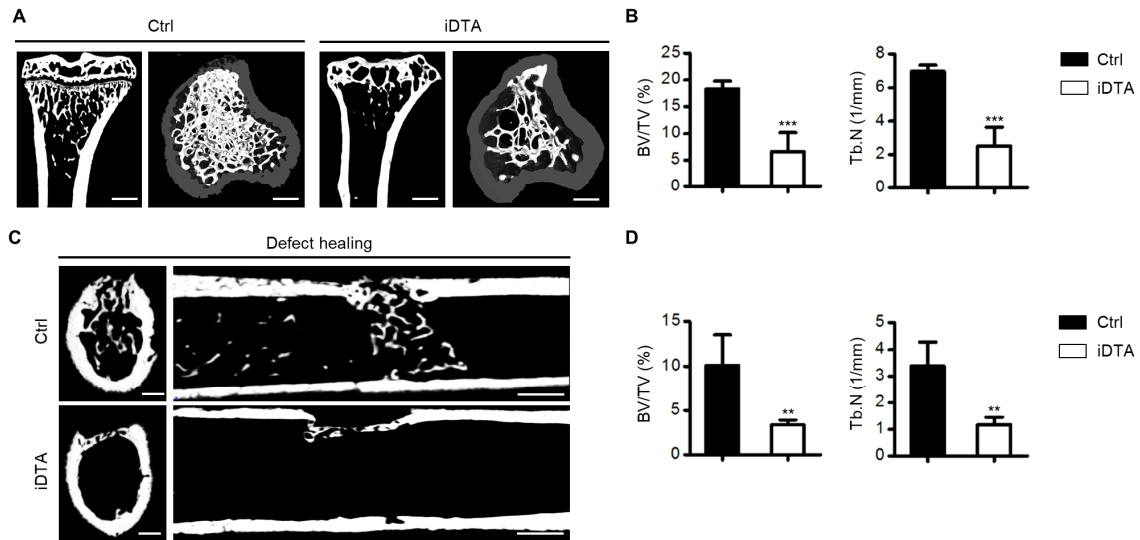 A
Ctrl
iDTA
B
BV/TV (%)
25
20
15
10
5
0
***
Tb.N (1/mm)
8
6
4
2
0
***
Ctrl
iDTA
C
Defect healing
Ctrl
iDTA
D
BV/TV (%)
15
10
5
0
**
Tb.N (1/mm)
5
4
3
2
1
0
**
Ctrl
iDTA